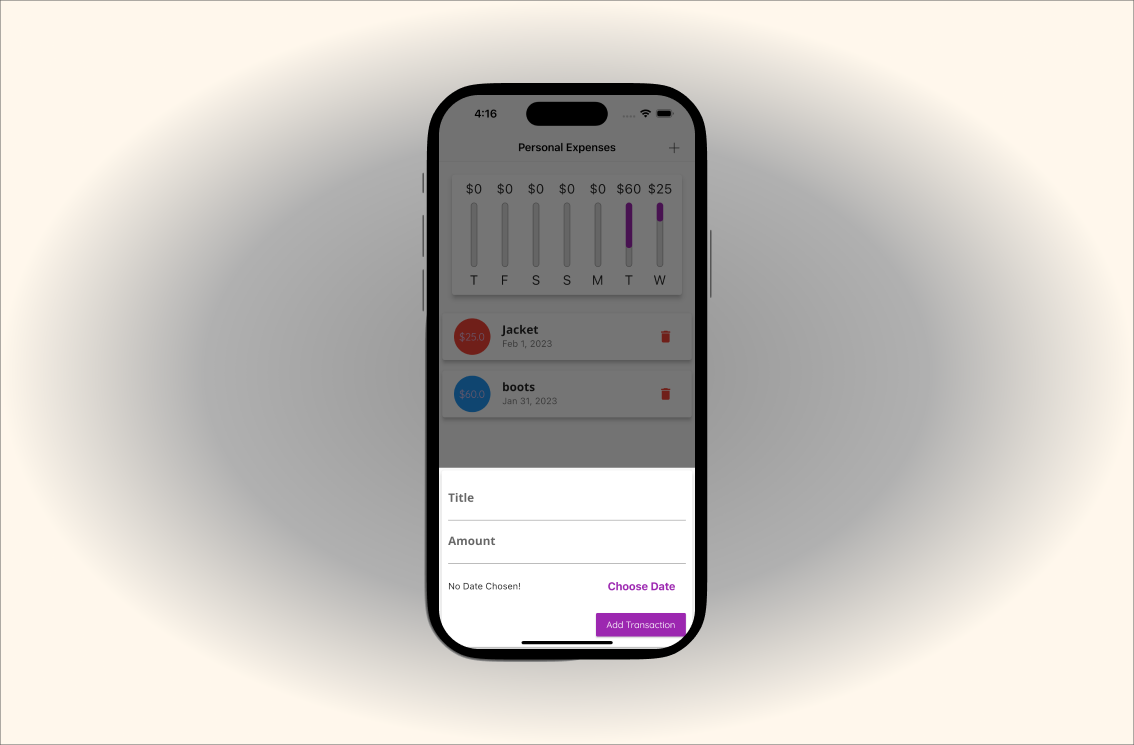 4:16
Personal Expenses
$0 $0 $0 $0 $0 $60 $25
T F S S M T W
$25.0 Jacket
Feb 1, 2023
$60.0 boots
Jan 31, 2023
Title
Amount
No Date Chosen! Choose Date
Add Transaction